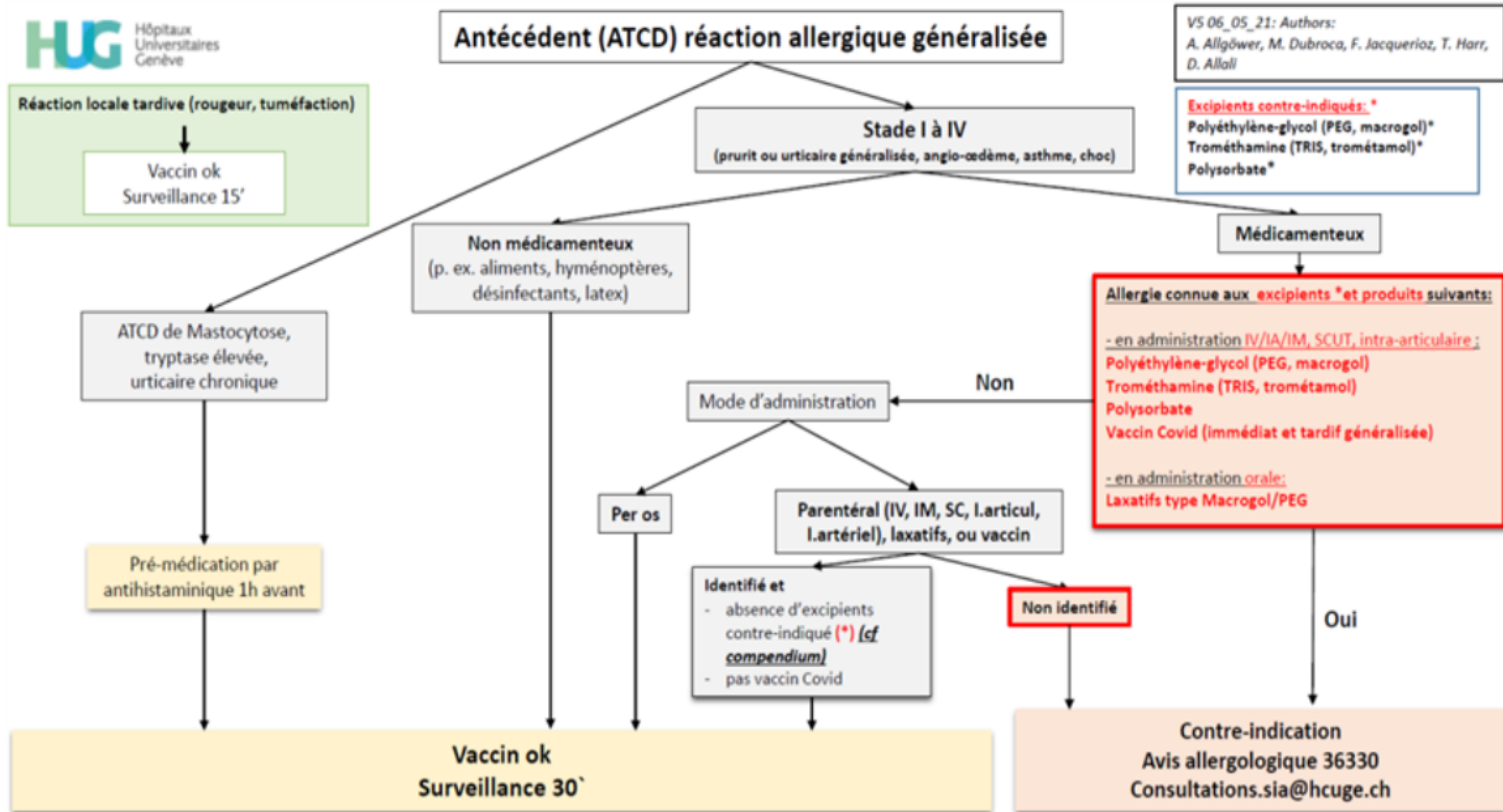 HUG
Hôpitaux
Universitaires
Genève
Antécédent (ATCD) réaction allergique généralisée
V5 06_05_21: Authors:
A. Allgöwer, M. Dubroca, F. Jacquerioz, T. Harr,
D. Allali
Réaction locale tardive (rougeur, tuméfaction)
Vaccin ok
Surveillance 15’
Excipients contre-indiqués: *
Polyéthylène-glycol (PEG, macrogol)*
Trométhamine (TRIS, trométamol)*
Polysorbate*
Stade I à IV
(prurit ou urticaire généralisée, angio-œdème, asthme, choc)
Non médicamenteux
(p. ex. aliments, hyménoptères,
désinfectants, latex)
Médicamenteux
ATCD de Mastocytose,
tryptase élevée,
urticaire chronique
Allergie connue aux excipients *et produits suivants:
- en administration IV/IA/IM, SCUT, intra-articulaire :
Polyéthylène-glycol (PEG, macrogol)
Trométhamine (TRIS, trométamol)
Polysorbate
Vaccin Covid (immédiat et tardif généralisée)
- en administration orale:
Laxatifs type Macrogol/PEG
Non
Mode d'administration
Per os
Parentéral (IV, IM, SC, I.articul,
I.artériel), laxatifs, ou vaccin
Pré-médication par
antihistaminique 1h avant
Identifié et
- absence d'excipients
contre-indiqué (*) (cf
compendium)
- pas vaccin Covid
Non identifié
Oui
Vaccin ok
Surveillance 30`
Contre-indication
Avis allergologique 36330
Consultations.sia@hcuge.ch